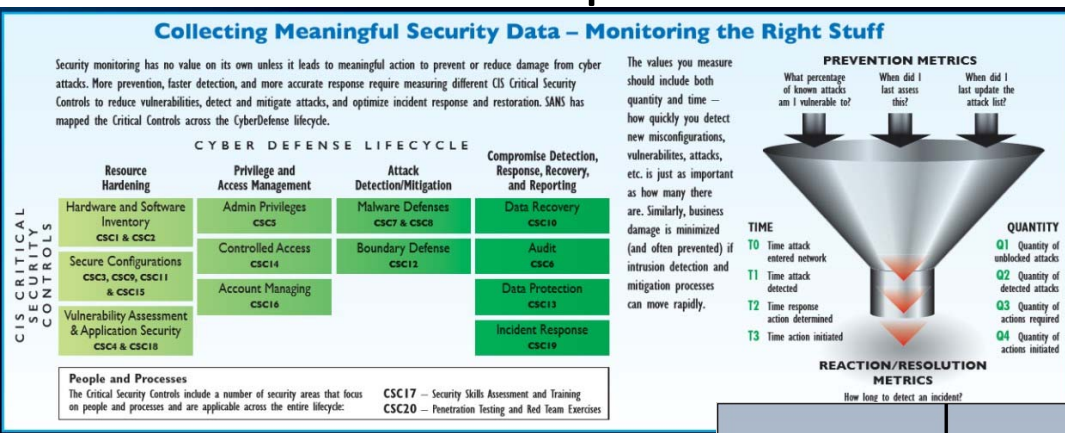 Collecting Meaningful Security Data – Monitoring the Right Stuff
Security monitoring has no value on its own unless it leads to meaningful action to prevent or reduce damage from cyber
attacks. More prevention, faster detection, and more accurate response require measuring different CIS Critical Security
Controls to reduce vulnerabilities, detect and mitigate attacks, and optimize incident response and restoration. SANS has
mapped the Critical Controls across the CyberDefense lifecycle.
CYBER DEFENSE LIFECYCLE
Resource
Hardening
Privilege and
Access Management
Attack
Detection/Mitigation
Compromise Detection,
Response, Recovery,
and Reporting
CIS CRITICAL
SECURITY
CONTROLS
Hardware and Software
Inventory
CSC1 & CSC2
Secure Configurations
CSC3, CSC9, CSC11
& CSC15
Vulnerability Assessment
& Application Security
CSC4 & CSC18
Admin Privileges
CSC5
Controlled Access
CSC14
Account Managing
CSC16
Malware Defenses
CSC7 & CSC8
Boundary Defense
CSC12
Data Recovery
CSC10
Audit
CSC6
Data Protection
CSC13
Incident Response
CSC19
People and Processes
The Critical Security Controls include a number of security areas that focus
on people and processes and are applicable across the entire lifecycle:
CSC17 – Security Skills Assessment and Training
CSC20 – Penetration Testing and Red Team Exercises
The values you measure
should include both
quantity and time –
how quickly you detect
new misconfigurations,
vulnerabilites, attacks,
etc. is just as important
as how many there
are. Similarly, business
damage is minimized
(and often prevented) if
intrusion detection and
mitigation processes
can move rapidly.
PREVENTION METRICS
What percentage
of known attacks
am I vulnerable to?
When did I
last assess
this?
When did I
last update the
attack list?
TIME
T0 Time attack
entered network
T1 Time attack
detected
T2 Time response
action determined
T3 Time action initiated
QUANTITY
Q1 Quantity of
unblocked attacks
Q2 Quantity of
detected attacks
Q3 Quantity of
actions required
Q4 Quantity of
actions initiated
REACTION/RESOLUTION
METRICS
How long to detect an incident?